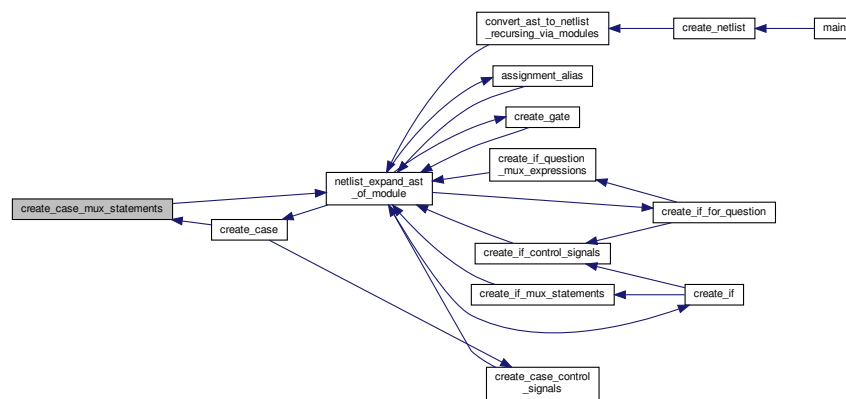 convert_ast_to_netlist
_recursing_via_modules
create_netlist
main
assignment_alias
create_gate
create_if_question
_mux_expressions
netlist_expand_ast
_of_module
create_case_mux_statements
create_case
create_if_for_question
create_if_control_signals
create_if_mux_statements
create_if
create_case_control
_signals